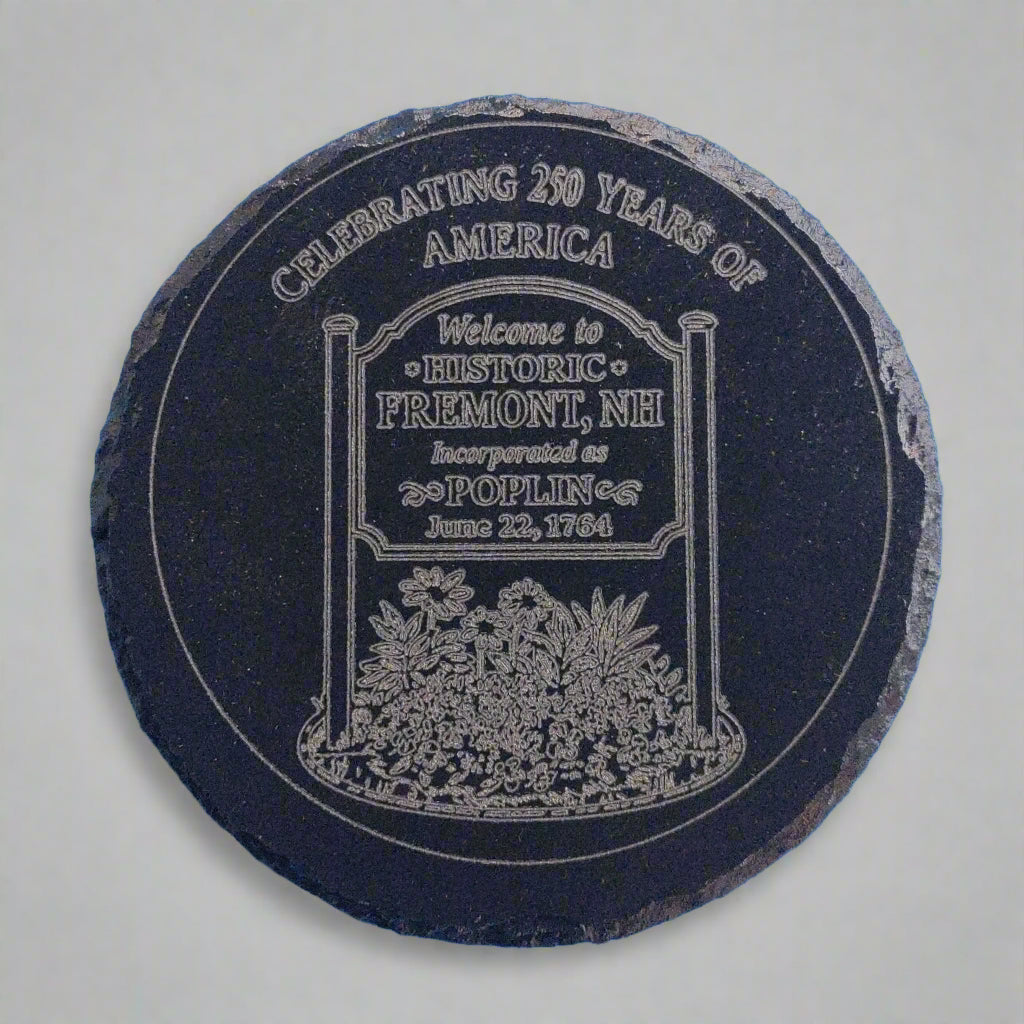 CELEBRATING 250 YEARS OF
AMERICA
Welcome to
HISTORIC
FREMONT, NH
Incorporated as
POPLIN
June 22, 1764